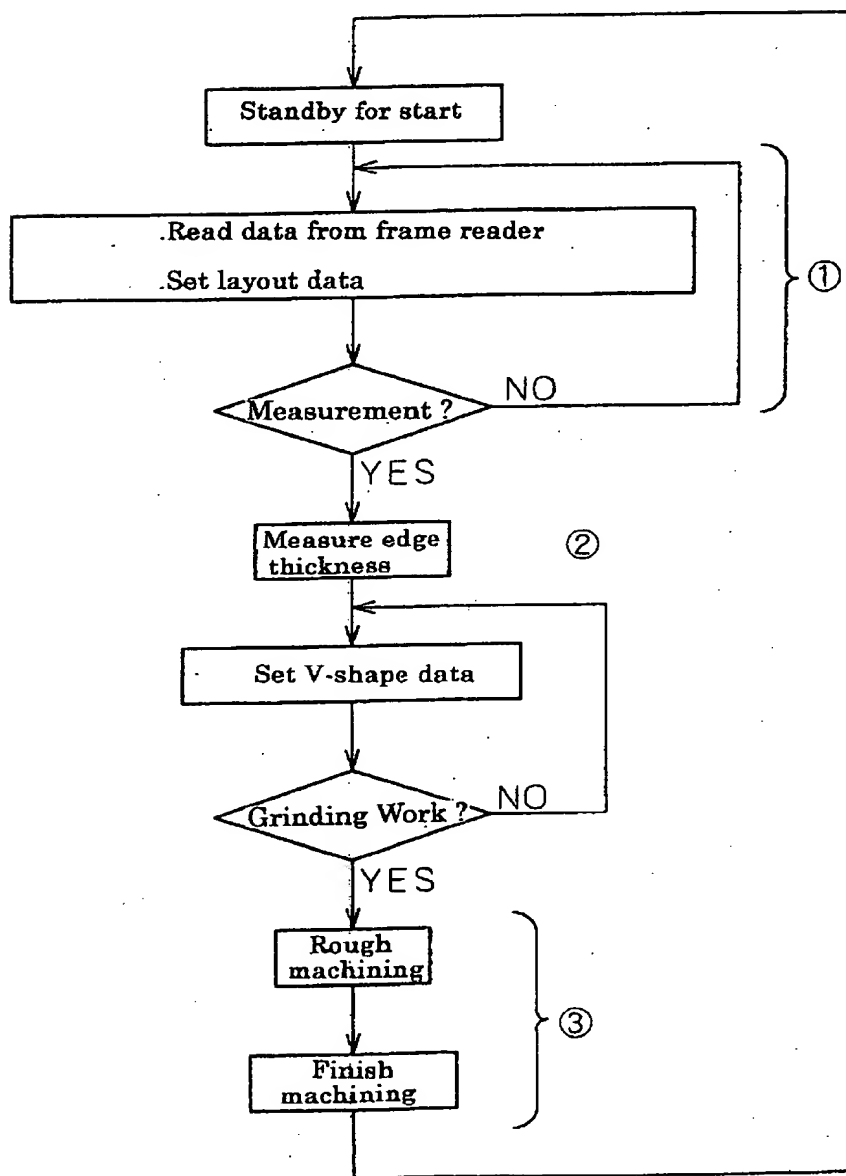 Standby for start
.Read data from frame reader
.Set layout data
①
Measurement ?
NO
YES
Measure edge
thickness
②
Set V-shape data
Grinding Work ?
NO
YES
Rough
machining
③
Finish
machining